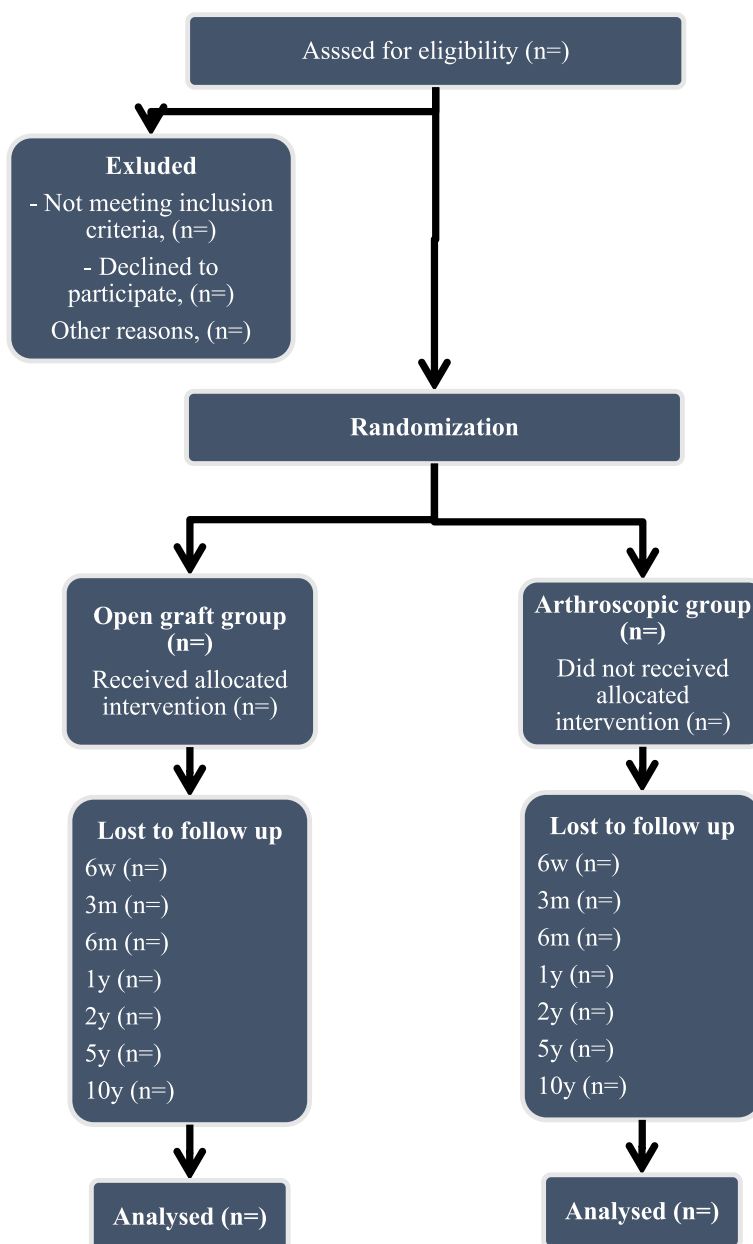 Asssed for eligibility (n=)
Exluded
- Not meeting inclusion
criteria, (n=)
- Declined to
participate, (n=)
Other reasons, (n=)
Randomization
Open graft group
(n=)
Received allocated
intervention (n=)
Arthroscopic group
(n=)
Did not received
allocated
intervention (n=)
Lost to follow up
6w (n=)
3m (n=)
6m (n=)
1y (n=)
2y (n=)
5y (n=)
10y (n=)
Lost to follow up
6w (n=)
3m (n=)
6m (n=)
1y (n=)
2y (n=)
5y (n=)
10y (n=)
Analysed (n=)
Analysed (n=)